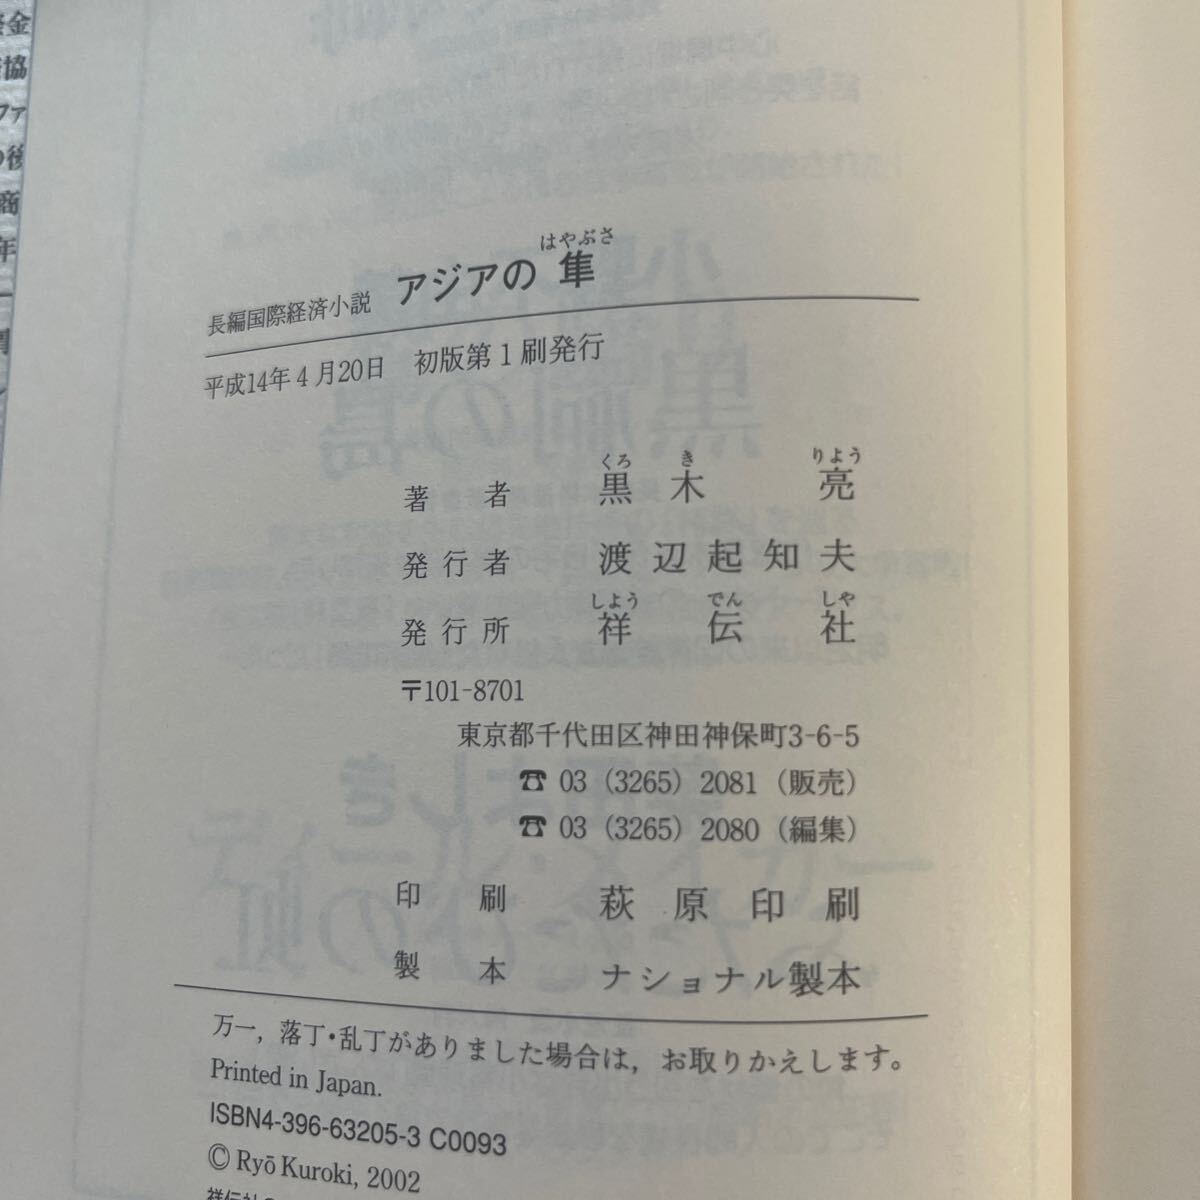 はやぶさ
長編国際経済小説 アジアの 隼
平成14年4月20日 初版第1刷発行
くろ き りよう
著者 黒木 亮
発行者 渡辺起知夫
しよう でん しや
発行所 祥伝社
〒101-8701
東京都千代田区神田神保町3-6-5
☎ 03 (3265) 2081 (販売)
☎ 03 (3265) 2080 (編集)
印刷 萩原印刷
製本 ナショナル製本
万一,落丁・乱丁がありました場合は,お取りかえします。
Printed in Japan.
ISBN4-396-63205-3 C0093
© Ryō Kuroki, 2002